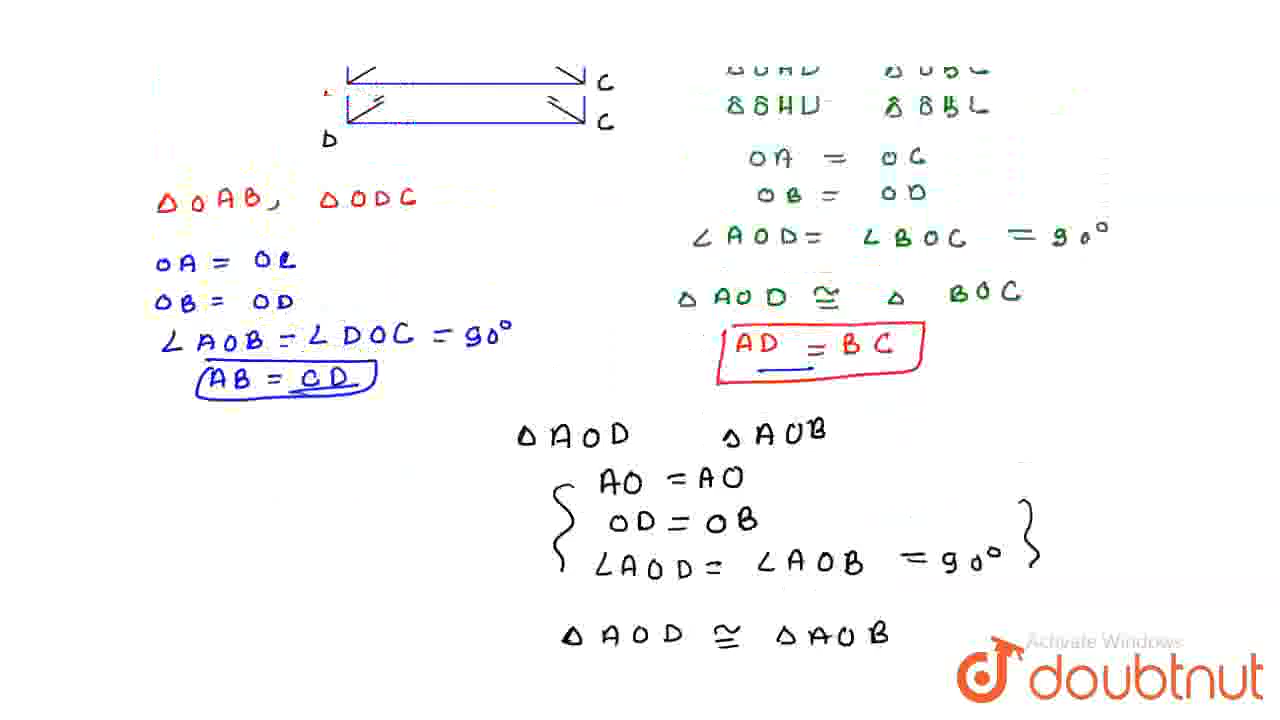 C
C
D
OA = OC
OB = OD
∠AOD = ∠BOC = 90°
△AOD ≅ △BOC
AD = BC
△OAB, △ODC
OA = OC
OB = OD
∠AOB = ∠DOC = 90°
AB = CD
△AOD △AOB
AO = AO
OD = OB
∠AOD = ∠AOB = 90°
△AOD ≅ △AOB
Activate Windows
doubtnut